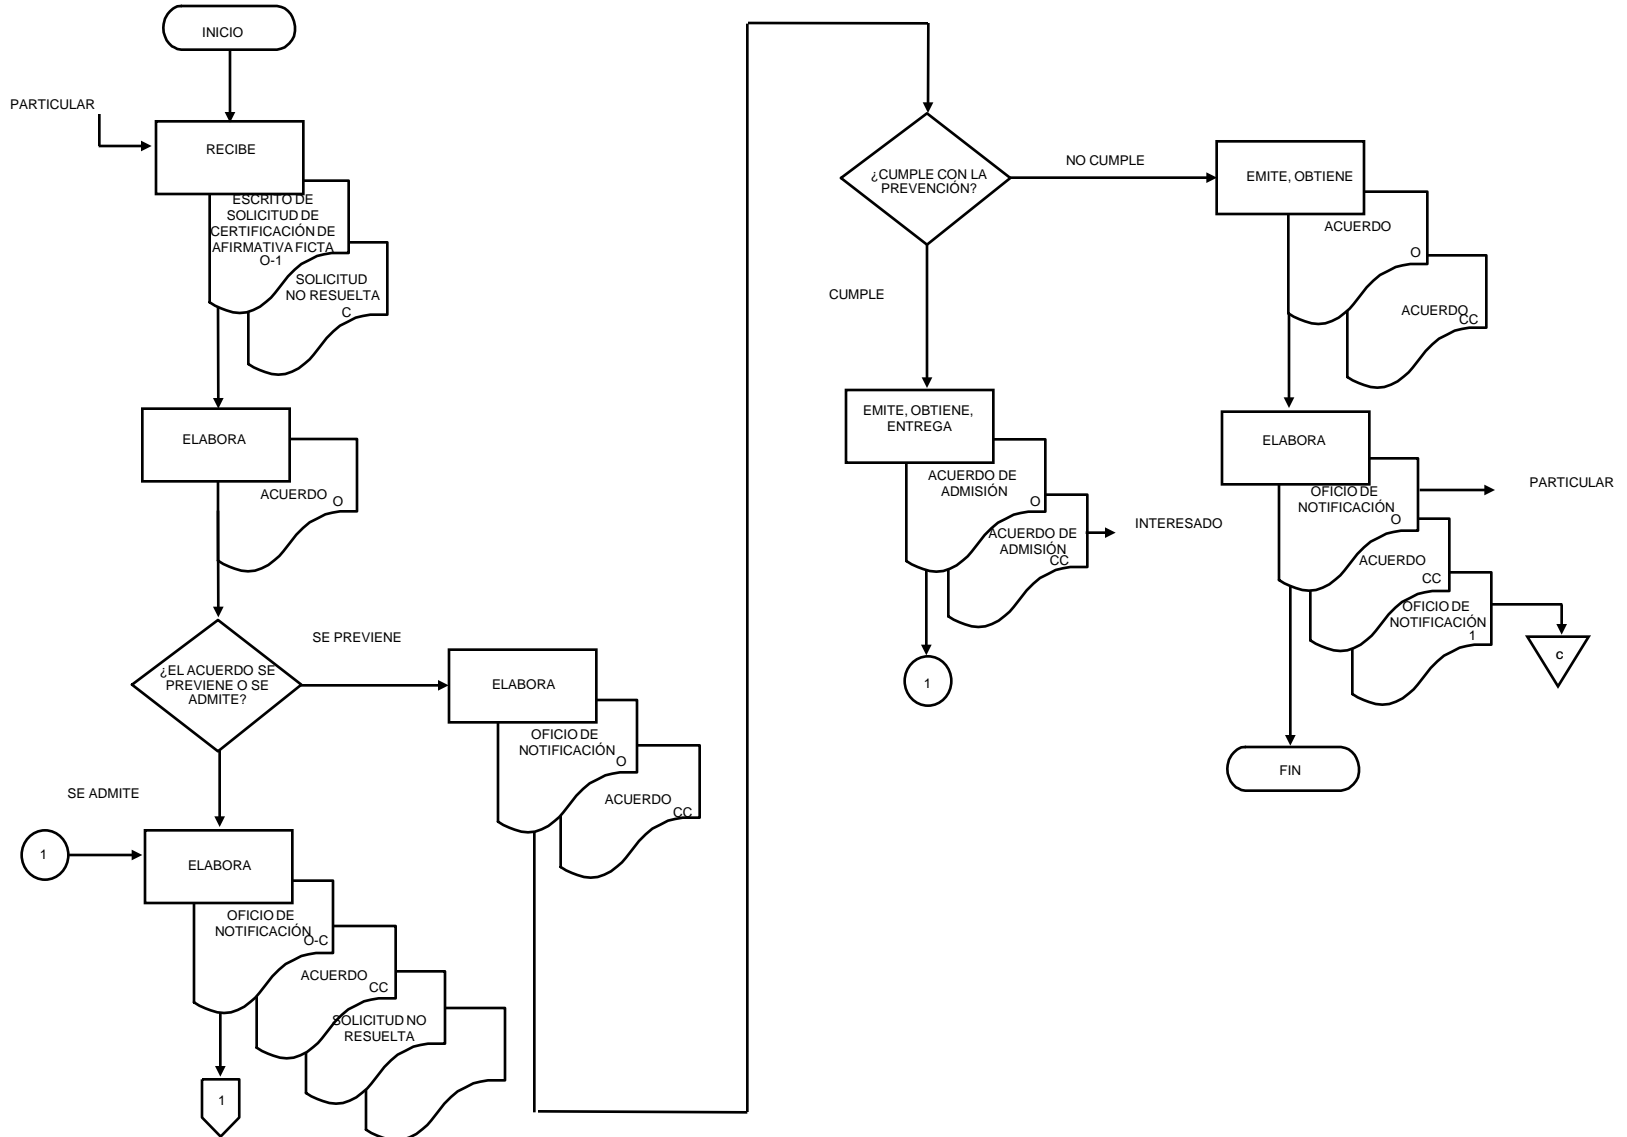 INICIO
PARTICULAR
RECIBE
ESCRITO DE
SOLICITUD DE
CERTIFICACIÓN DE
AFIRMATIVA FICTA
O-1
SOLICITUD
NO RESUELTA
C
ELABORA
ACUERDO
O
¿EL ACUERDO SE
PREVIENE O SE
ADMITE?
SE PREVIENE
ELABORA
OFICIO DE
NOTIFICACIÓN
O
ACUERDO
CC
SE ADMITE
1
ELABORA
OFICIO DE
NOTIFICACIÓN
O-C
ACUERDO
CC
SOLICITUD NO
RESUELTA
1
¿CUMPLE CON LA
PREVENCIÓN?
NO CUMPLE
CUMPLE
EMITE, OBTIENE,
ENTREGA
ACUERDO DE
ADMISIÓN
O
ACUERDO DE
ADMISIÓN
CC
INTERESADO
1
EMITE, OBTIENE
ACUERDO
O
ACUERDO
CC
ELABORA
OFICIO DE
NOTIFICACIÓN
O
PARTICULAR
ACUERDO
CC
OFICIO DE
NOTIFICACIÓN
1
C
FIN